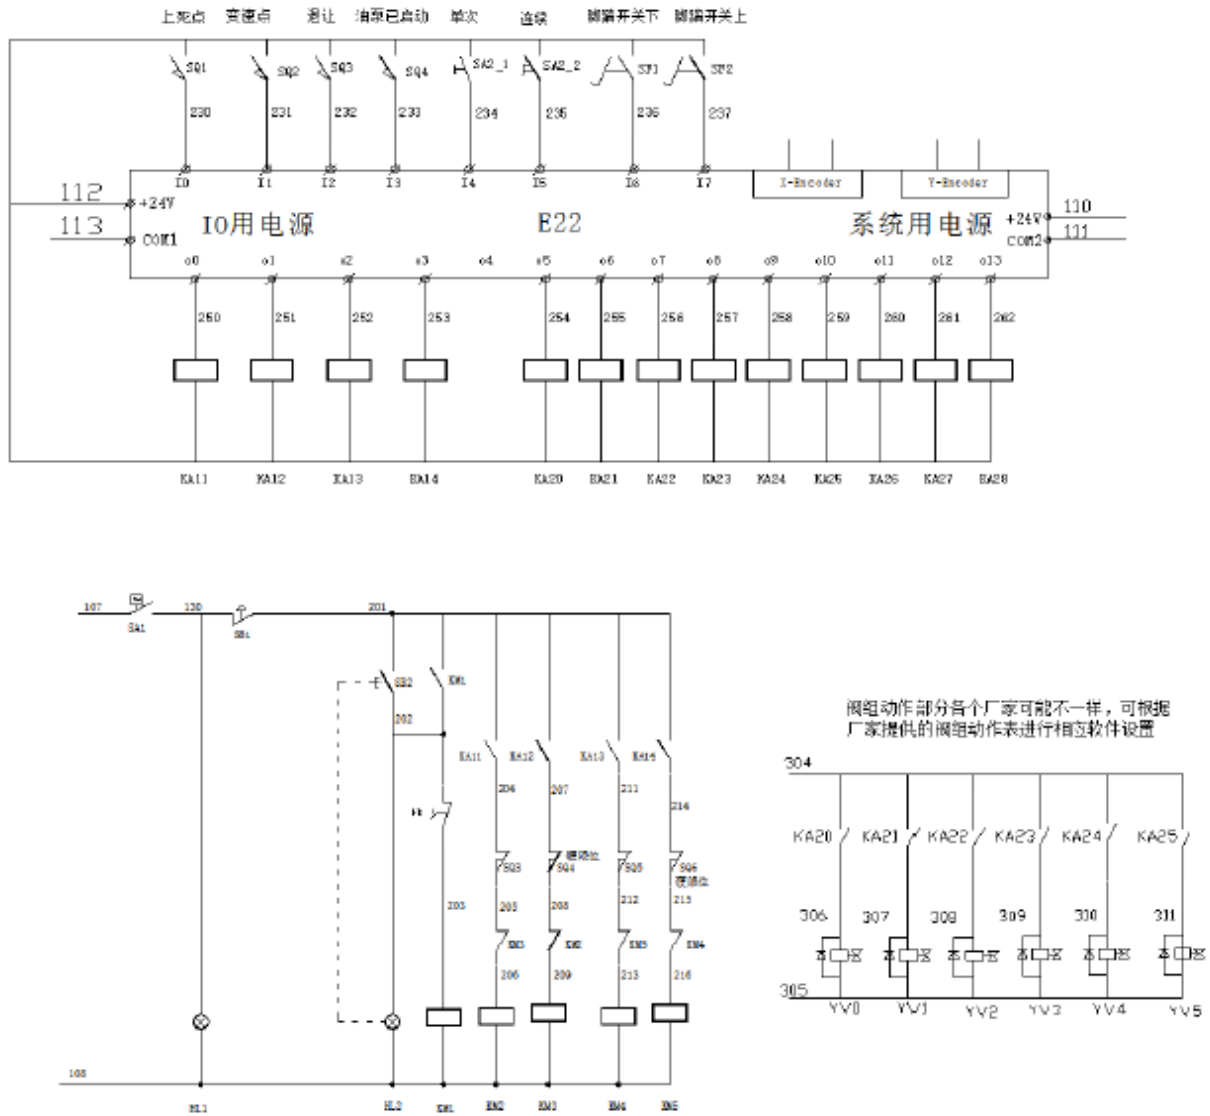 上死点 变速点 退让 油泵已启动 单次 连续 脚踏开关下 脚踏开关上
SQ1 SQ2 SQ3 SQ4 SA2_1 SA2_2 SF1 SF2
230 231 232 233 234 235 236 237
I0 I1 I2 I3 I4 I5 I6 I7 X-Encoder Y-Encoder
112 +24V IO用电源 E22 系统用电源 +24V 110
113 COM1 COM2 111
o0 o1 o2 o3 o4 o5 o6 o7 o8 o9 o10 o11 o12 o13
250 251 252 253 254 255 256 257 258 259 260 261 262
KA11 KA12 KA13 KA14 KA20 KA21 KA22 KA23 KA24 KA25 KA26 KA27 KA28
107 130 201
SA1 SB1
SB2 KM1
202
KA11 KA12 KA13 KA14
204 207 211 214
FR
硬限位
SQ3 SQ4 SQ5 SQ6
硬限位
203 205 208 212 215
KM3 KM2 KM5 KM4
206 209 213 216
108
HL1 HL2 KM1 KM2 KM3 KM4 KM5
阀组动作部分各个厂家可能不一样，可根据
厂家提供的阀组动作表进行相应软件设置
304
KA20 KA21 KA22 KA23 KA24 KA25
306 307 308 309 310 311
305
YV0 YV1 YV2 YV3 YV4 YV5